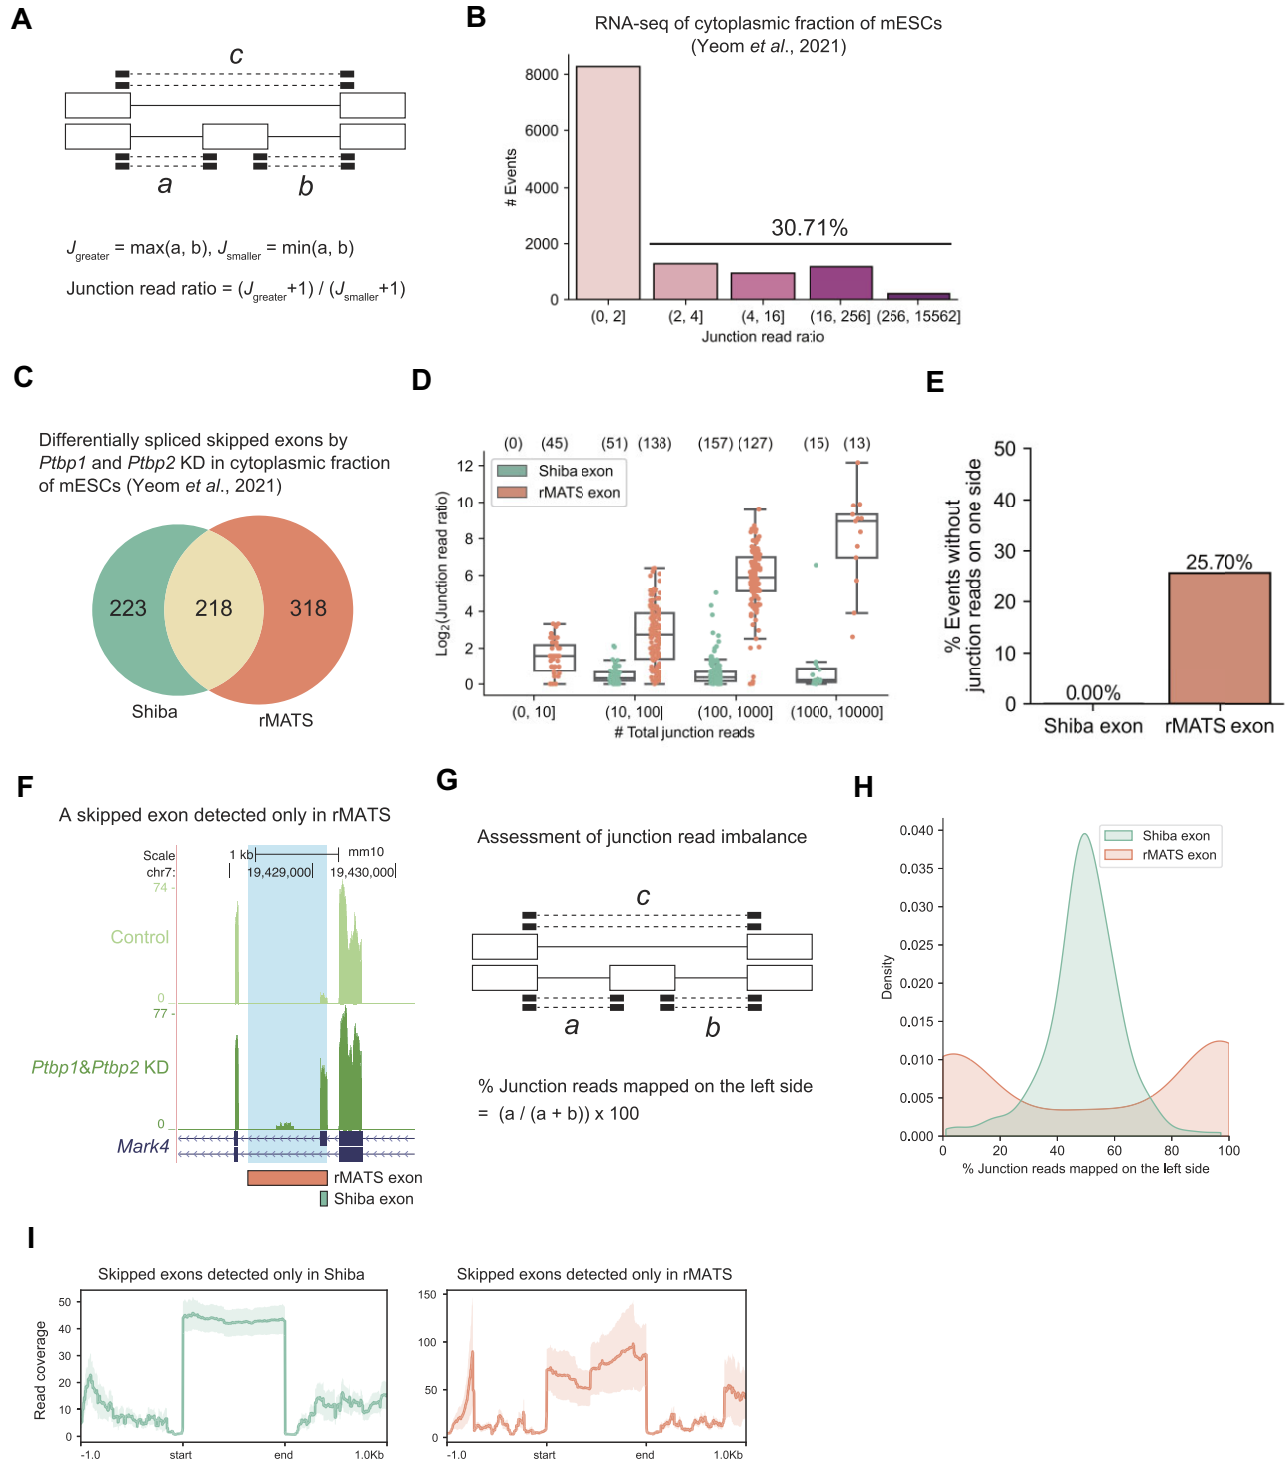 A
c
a
b
Jgreater = max(a, b), Jsmaller = min(a, b)
Junction read ratio = (Jgreater+1) / (Jsmaller+1)
B
RNA-seq of cytoplasmic fraction of mESCs
(Yeom et al., 2021)
# Events
8000
6000
4000
2000
0
30.71%
(0, 2]
(2, 4]
(4, 16]
(16, 256]
(256, 15562]
Junction read ratio
C
Differentially spliced skipped exons by
Ptbp1 and Ptbp2 KD in cytoplasmic fraction
of mESCs (Yeom et al., 2021)
223
218
318
Shiba
rMATS
D
(0)
(45)
(51)
(138)
(157)
(127)
(15)
(13)
Shiba exon
rMATS exon
Log2(Junction read ratio)
12
10
8
6
4
2
0
(0, 10]
(10, 100]
(100, 1000]
(1000, 10000]
# Total junction reads
E
% Events without
junction reads on one side
50
40
30
20
10
0
0.00%
25.70%
Shiba exon
rMATS exon
F
A skipped exon detected only in rMATS
Scale
1 kb
mm10
chr7:
19,429,000
19,430,000
74
Control
0
77
Ptbp1&Ptbp2 KD
0
Mark4
rMATS exon
Shiba exon
G
Assessment of junction read imbalance
c
a
b
% Junction reads mapped on the left side
= (a / (a + b)) x 100
H
Shiba exon
rMATS exon
Density
0.040
0.035
0.030
0.025
0.020
0.015
0.010
0.005
0.000
0
20
40
60
80
100
% Junction reads mapped on the left side
I
Skipped exons detected only in Shiba
Read coverage
50
40
30
20
10
0
-1.0
start
end
1.0Kb
Skipped exons detected only in rMATS
150
100
50
0
-1.0
start
end
1.0Kb